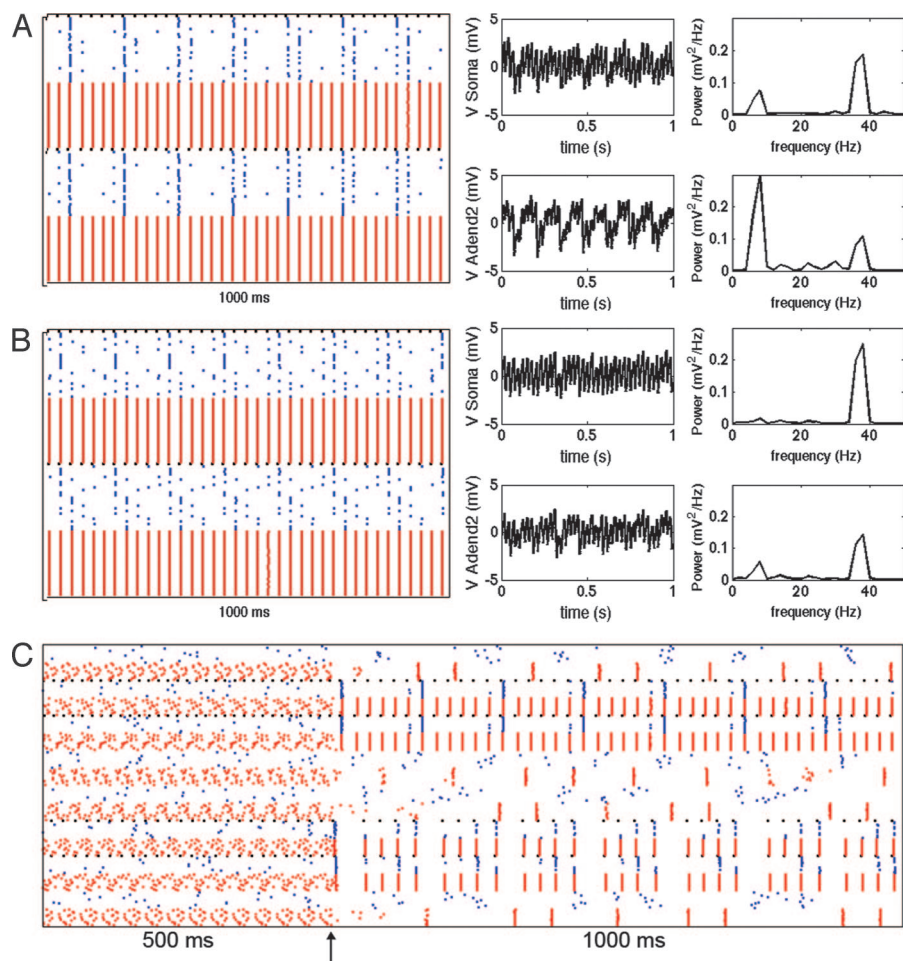 A
1000 ms
V Soma (mV)
5
0
-5
0
0.5
1
time (s)
Power (mV²/Hz)
0.2
0.1
0
0
20
40
frequency (Hz)
V Adend2 (mV)
5
0
-5
0
0.5
1
time (s)
Power (mV²/Hz)
0.2
0.1
0
0
20
40
frequency (Hz)
B
1000 ms
V Soma (mV)
5
0
-5
0
0.5
1
time (s)
Power (mV²/Hz)
0.2
0.1
0
0
20
40
frequency (Hz)
V Adend2 (mV)
5
0
-5
0
0.5
1
time (s)
Power (mV²/Hz)
0.2
0.1
0
0
20
40
frequency (Hz)
C
500 ms
1000 ms